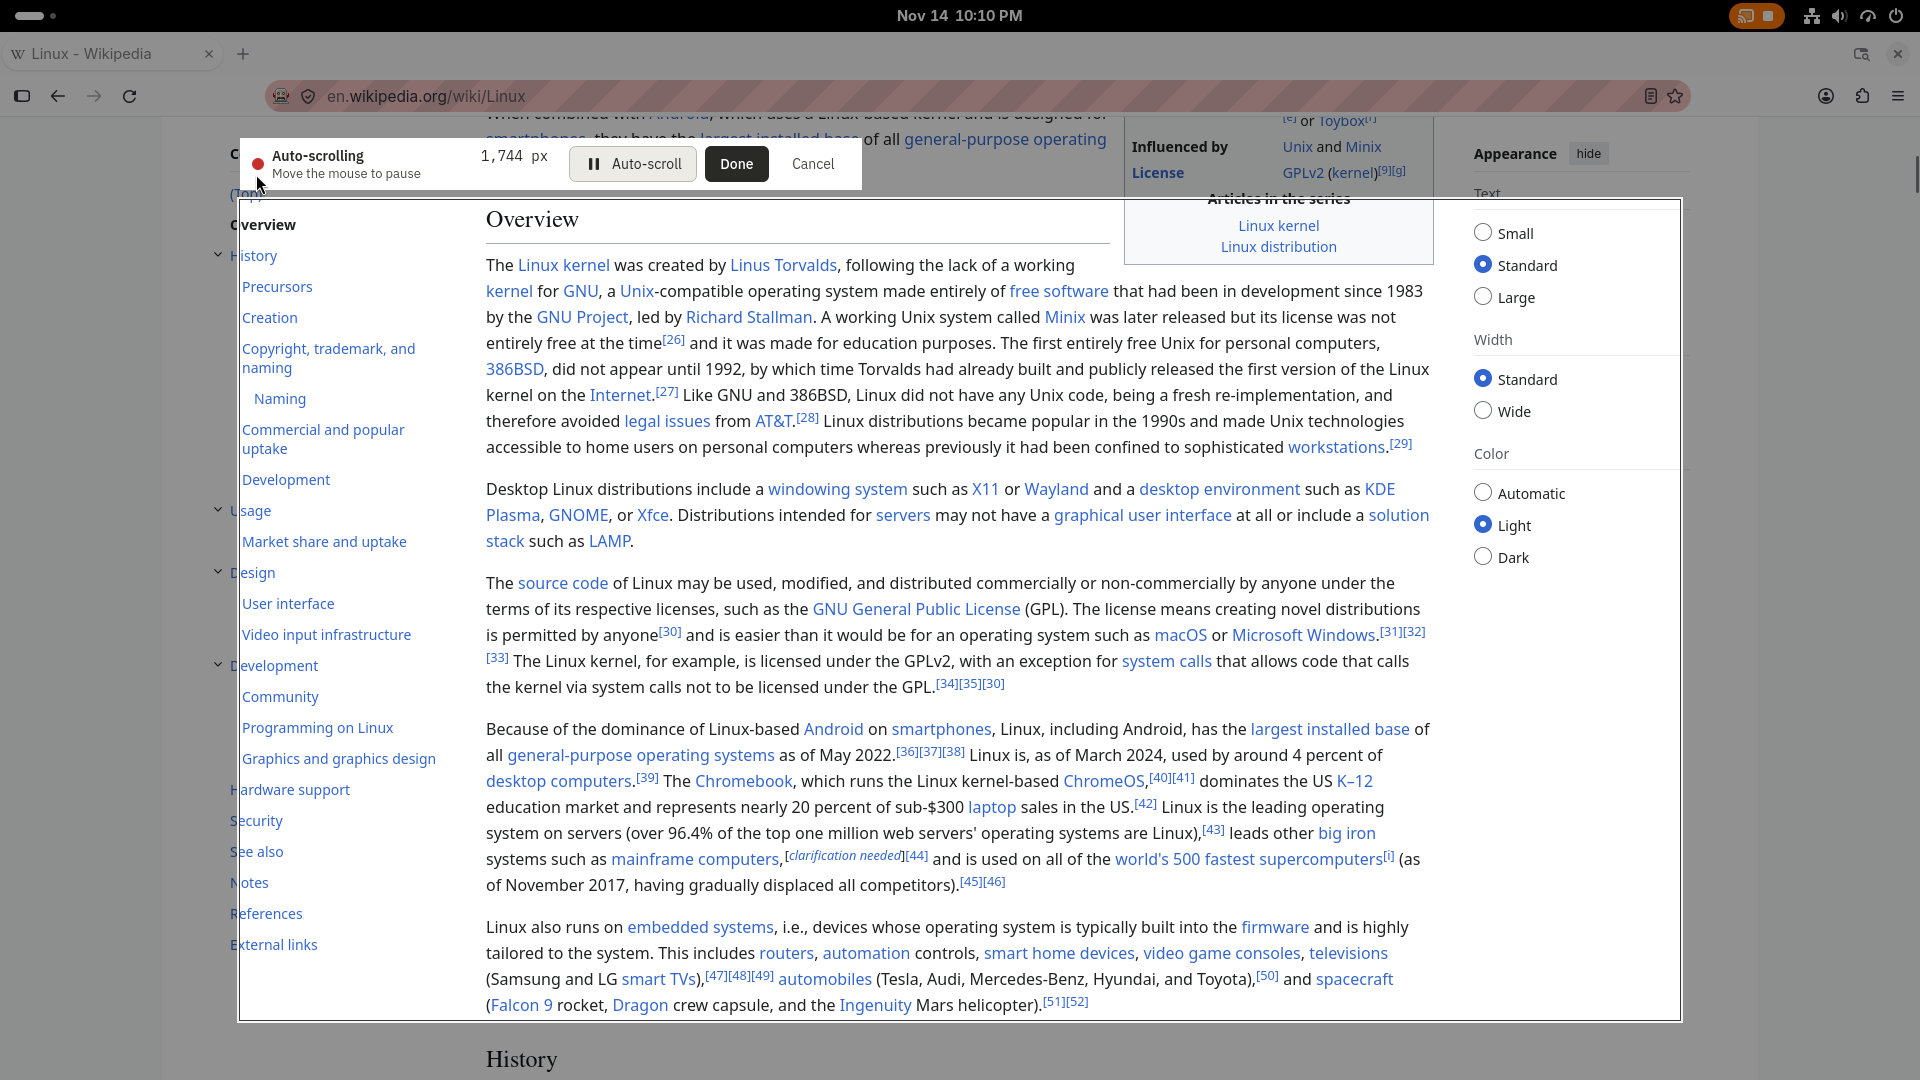 Nov 14 10:10 PM
Linux - Wikipedia
en.wikipedia.org/wiki/Linux
When combined with Android, which uses a Linux-based kernel and is designed for
smartphones, they have the largest installed base of all general-purpose operating
[e] or Toybox[f]
Influenced by Unix and Minix
License GPLv2 (kernel)[9][g]
Articles in the series
Linux kernel
Linux distribution
Auto-scrolling
Move the mouse to pause
1,744 px
Auto-scroll
Done
Cancel
(Top)
Overview
History
Precursors
Creation
Copyright, trademark, and
naming
Naming
Commercial and popular
uptake
Development
Usage
Market share and uptake
Design
User interface
Video input infrastructure
Development
Community
Programming on Linux
Graphics and graphics design
Hardware support
Security
See also
Notes
References
External links
Overview
The Linux kernel was created by Linus Torvalds, following the lack of a working
kernel for GNU, a Unix-compatible operating system made entirely of free software that had been in development since 1983
by the GNU Project, led by Richard Stallman. A working Unix system called Minix was later released but its license was not
entirely free at the time[26] and it was made for education purposes. The first entirely free Unix for personal computers,
386BSD, did not appear until 1992, by which time Torvalds had already built and publicly released the first version of the Linux
kernel on the Internet.[27] Like GNU and 386BSD, Linux did not have any Unix code, being a fresh re-implementation, and
therefore avoided legal issues from AT&T.[28] Linux distributions became popular in the 1990s and made Unix technologies
accessible to home users on personal computers whereas previously it had been confined to sophisticated workstations.[29]
Desktop Linux distributions include a windowing system such as X11 or Wayland and a desktop environment such as KDE
Plasma, GNOME, or Xfce. Distributions intended for servers may not have a graphical user interface at all or include a solution
stack such as LAMP.
The source code of Linux may be used, modified, and distributed commercially or non-commercially by anyone under the
terms of its respective licenses, such as the GNU General Public License (GPL). The license means creating novel distributions
is permitted by anyone[30] and is easier than it would be for an operating system such as macOS or Microsoft Windows.[31][32]
[33] The Linux kernel, for example, is licensed under the GPLv2, with an exception for system calls that allows code that calls
the kernel via system calls not to be licensed under the GPL.[34][35][30]
Because of the dominance of Linux-based Android on smartphones, Linux, including Android, has the largest installed base of
all general-purpose operating systems as of May 2022.[36][37][38] Linux is, as of March 2024, used by around 4 percent of
desktop computers.[39] The Chromebook, which runs the Linux kernel-based ChromeOS,[40][41] dominates the US K–12
education market and represents nearly 20 percent of sub-$300 laptop sales in the US.[42] Linux is the leading operating
system on servers (over 96.4% of the top one million web servers' operating systems are Linux),[43] leads other big iron
systems such as mainframe computers,[clarification needed][44] and is used on all of the world's 500 fastest supercomputers[i] (as
of November 2017, having gradually displaced all competitors).[45][46]
Linux also runs on embedded systems, i.e., devices whose operating system is typically built into the firmware and is highly
tailored to the system. This includes routers, automation controls, smart home devices, video game consoles, televisions
(Samsung and LG smart TVs),[47][48][49] automobiles (Tesla, Audi, Mercedes-Benz, Hyundai, and Toyota),[50] and spacecraft
(Falcon 9 rocket, Dragon crew capsule, and the Ingenuity Mars helicopter).[51][52]
History
Appearance hide
Text
Small
Standard
Large
Width
Standard
Wide
Color
Automatic
Light
Dark